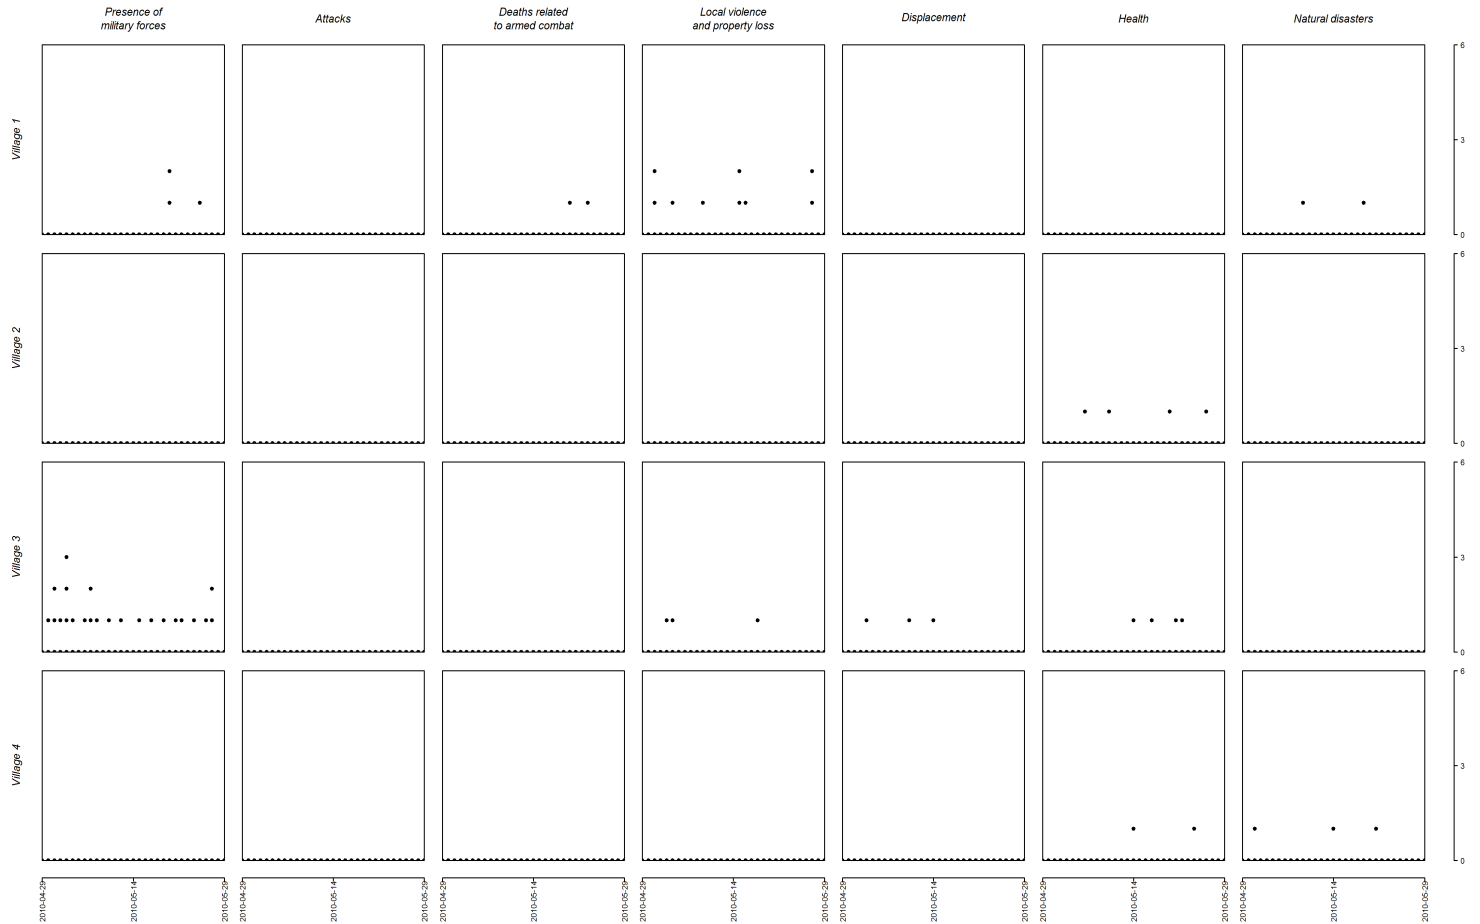 Presence of
military forces
Attacks
Deaths related
to armed combat
Local violence
and property loss
Displacement
Health
Natural disasters
Village 1
6
3
0
Village 2
6
3
0
Village 3
6
3
0
Village 4
6
3
0
2010-04-29
2010-05-14
2010-05-29
2010-04-29
2010-05-14
2010-05-29
2010-04-29
2010-05-14
2010-05-29
2010-04-29
2010-05-14
2010-05-29
2010-04-29
2010-05-14
2010-05-29
2010-04-29
2010-05-14
2010-05-29
2010-04-29
2010-05-14
2010-05-29